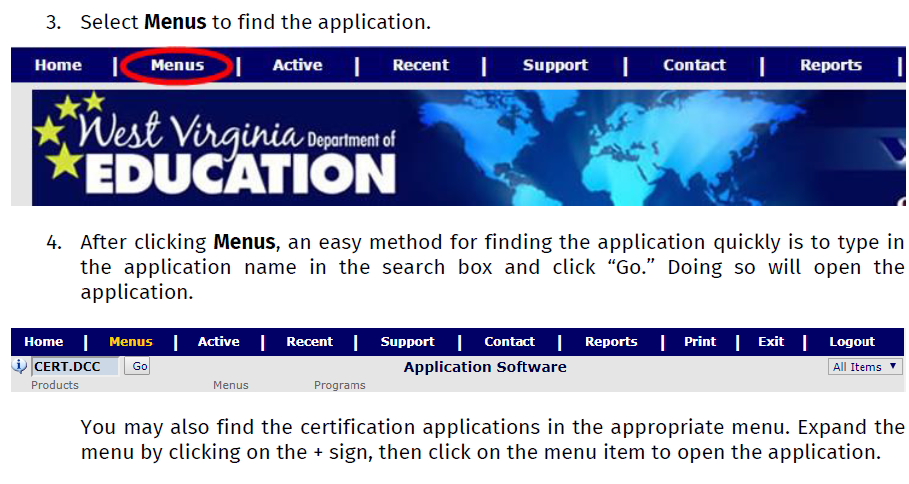 3. Select Menus to find the application.
Home | Menus | Active | Recent | Support | Contact | Reports |
West Virginia Department of
EDUCATION
4. After clicking Menus, an easy method for finding the application quickly is to type in
the application name in the search box and click “Go.” Doing so will open the
application.
Home | Menus | Active | Recent | Support | Contact | Reports | Print | Exit | Logout
CERT.DCC Go Application Software All Items
Products Menus Programs
You may also find the certification applications in the appropriate menu. Expand the
menu by clicking on the + sign, then click on the menu item to open the application.